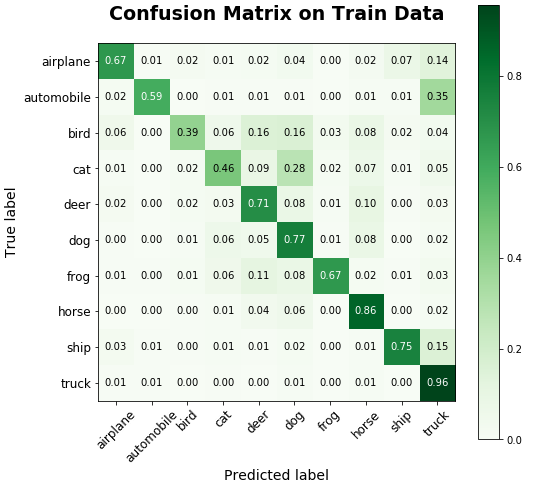 Confusion Matrix on Train Data
airplane 0.67 0.01 0.02 0.01 0.02 0.04 0.00 0.02 0.07 0.14
automobile 0.02 0.59 0.00 0.01 0.01 0.01 0.00 0.01 0.01 0.35
bird 0.06 0.00 0.39 0.06 0.16 0.16 0.03 0.08 0.02 0.04
cat 0.01 0.00 0.02 0.46 0.09 0.28 0.02 0.07 0.01 0.05
deer 0.02 0.00 0.02 0.03 0.71 0.08 0.01 0.10 0.00 0.03
dog 0.00 0.00 0.01 0.06 0.05 0.77 0.01 0.08 0.00 0.02
frog 0.01 0.00 0.01 0.06 0.11 0.08 0.67 0.02 0.01 0.03
horse 0.00 0.00 0.00 0.01 0.04 0.06 0.00 0.86 0.00 0.02
ship 0.03 0.01 0.00 0.01 0.01 0.02 0.00 0.01 0.75 0.15
truck 0.01 0.01 0.00 0.00 0.00 0.01 0.00 0.01 0.00 0.96
airplane automobile bird cat deer dog frog horse ship truck
Predicted label
True label
0.8
0.6
0.4
0.2
0.0